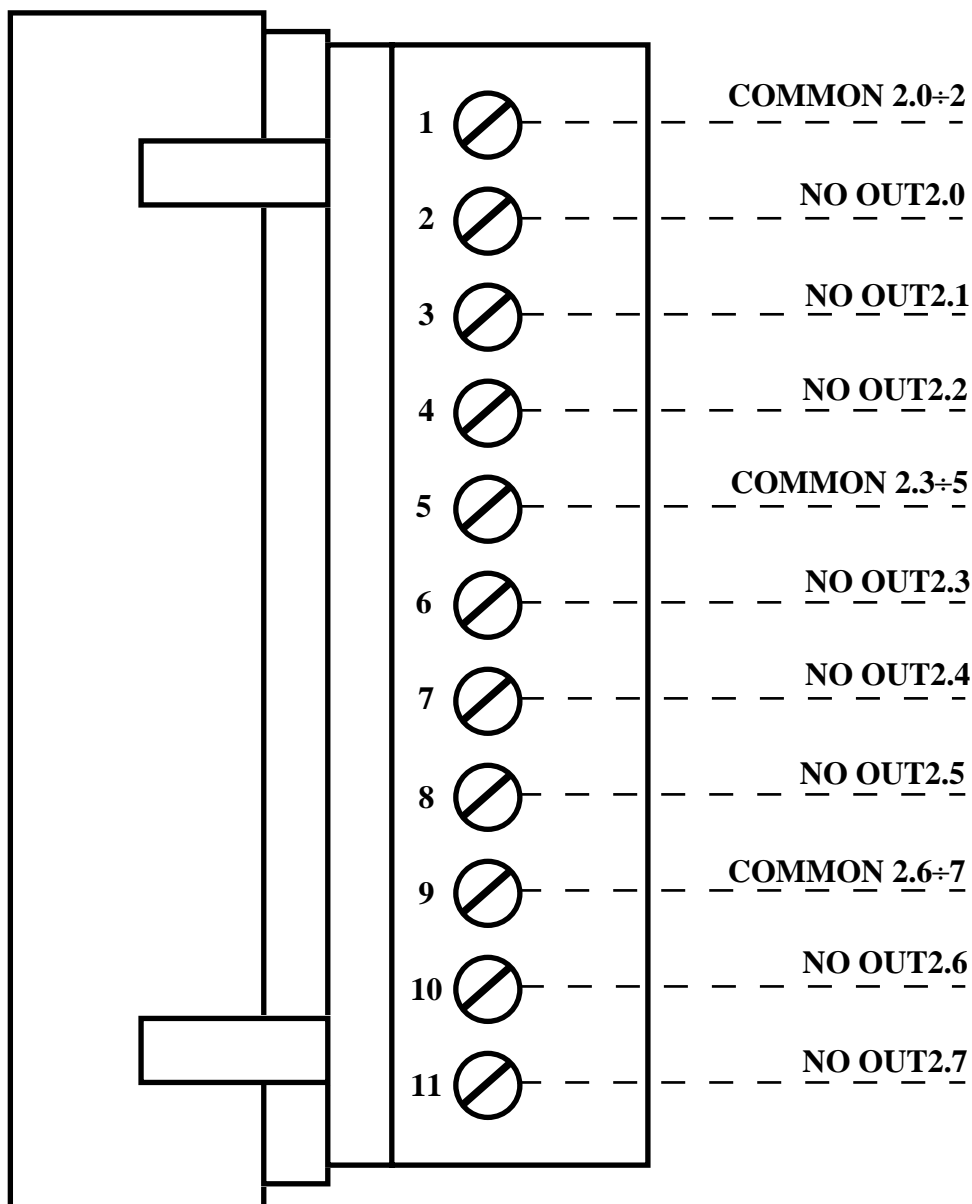 1 COMMON 2.0÷2
2 NO OUT2.0
3 NO OUT2.1
4 NO OUT2.2
5 COMMON 2.3÷5
6 NO OUT2.3
7 NO OUT2.4
8 NO OUT2.5
9 COMMON 2.6÷7
10 NO OUT2.6
11 NO OUT2.7